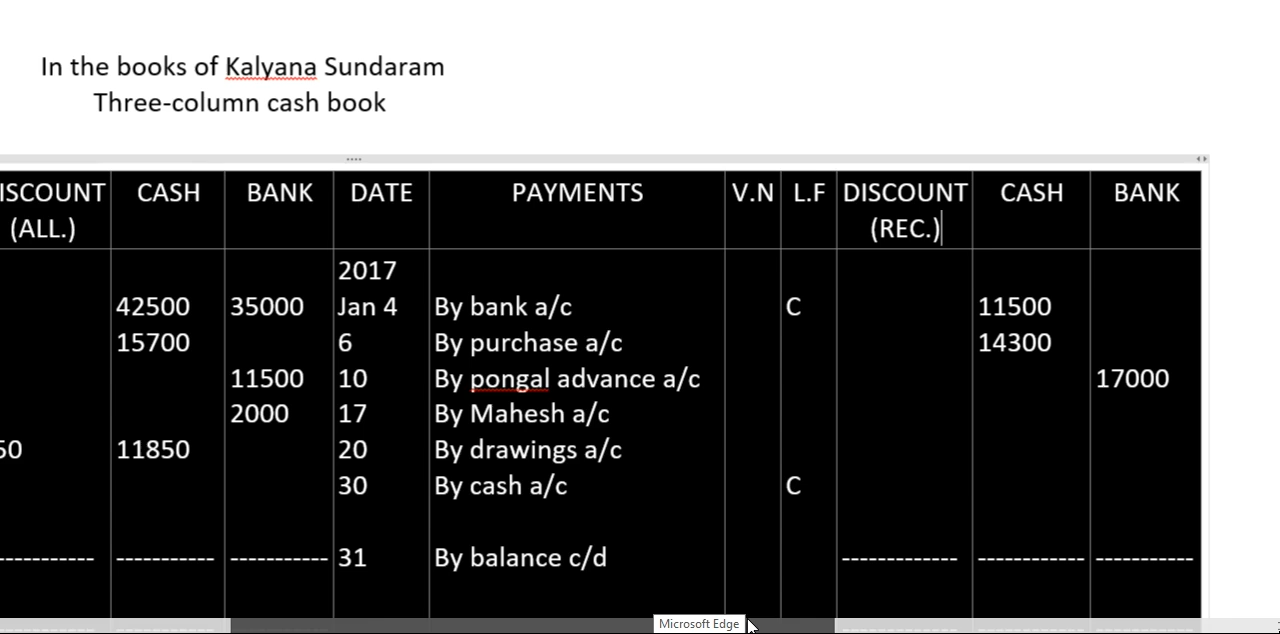 In the books of Kalyana Sundaram
Three-column cash book
ISCOUNT CASH BANK DATE PAYMENTS V.N L.F DISCOUNT CASH BANK
(ALL.) (REC.)
2017
42500 35000 Jan 4 By bank a/c C 11500
15700 6 By purchase a/c 14300
11500 10 By pongal advance a/c 17000
2000 17 By Mahesh a/c
50 11850 20 By drawings a/c
30 By cash a/c C
----------- ----------- ----------- 31 By balance c/d ------------- ------------ -----------
Microsoft Edge